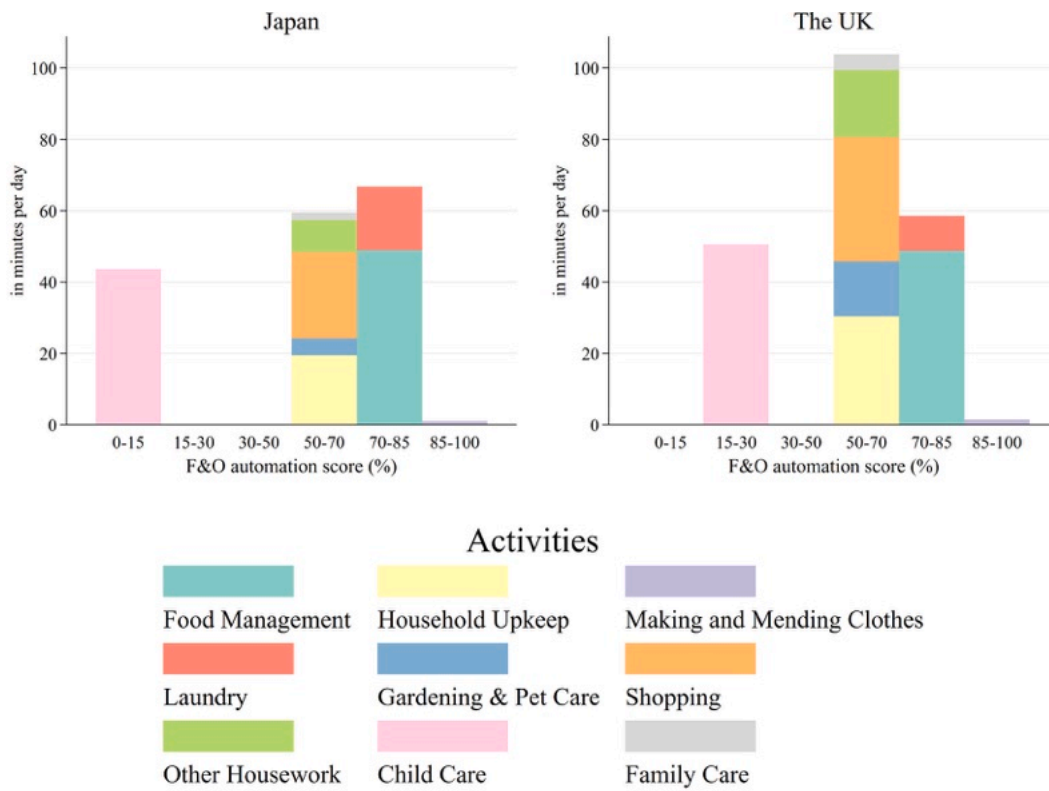 Japan
in minutes per day
100
80
60
40
20
0
0-15 15-30 30-50 50-70 70-85 85-100
F&O automation score (%)
The UK
in minutes per day
100
80
60
40
20
0
0-15 15-30 30-50 50-70 70-85 85-100
F&O automation score (%)
Activities
Food Management Household Upkeep Making and Mending Clothes
Laundry Gardening & Pet Care Shopping
Other Housework Child Care Family Care